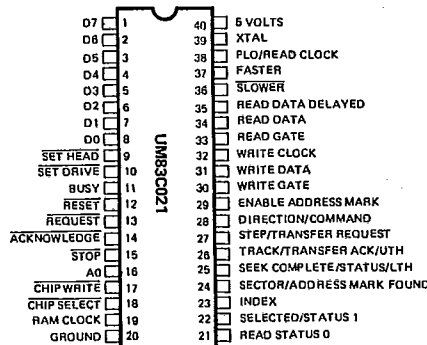 D7 1 40 5 VOLTS
D6 2 39 XTAL
D5 3 38 PLO/READ CLOCK
D4 4 37 FASTER
D3 5 36 SLOWER
D2 6 35 READ DATA DELAYED
D1 7 34 READ DATA
D0 8 33 READ GATE
SET HEAD 9 32 WRITE CLOCK
SET DRIVE 10 31 WRITE DATA
BUSY 11 30 WRITE GATE
RESET 12 29 ENABLE ADDRESS MARK
REQUEST 13 28 DIRECTION/COMMAND
ACKNOWLEDGE 14 27 STEP/TRANSFER REQUEST
STOP 15 26 TRACK/TRANSFER ACK/UTH
A0 16 25 SEEK COMPLETE/STATUS/LTH
CHIP WRITE 17 24 SECTOR/ADDRESS MARK FOUND
CHIP SELECT 18 23 INDEX
RAM CLOCK 19 22 SELECTED/STATUS 1
GROUND 20 21 READ STATUS 0
UM83C021